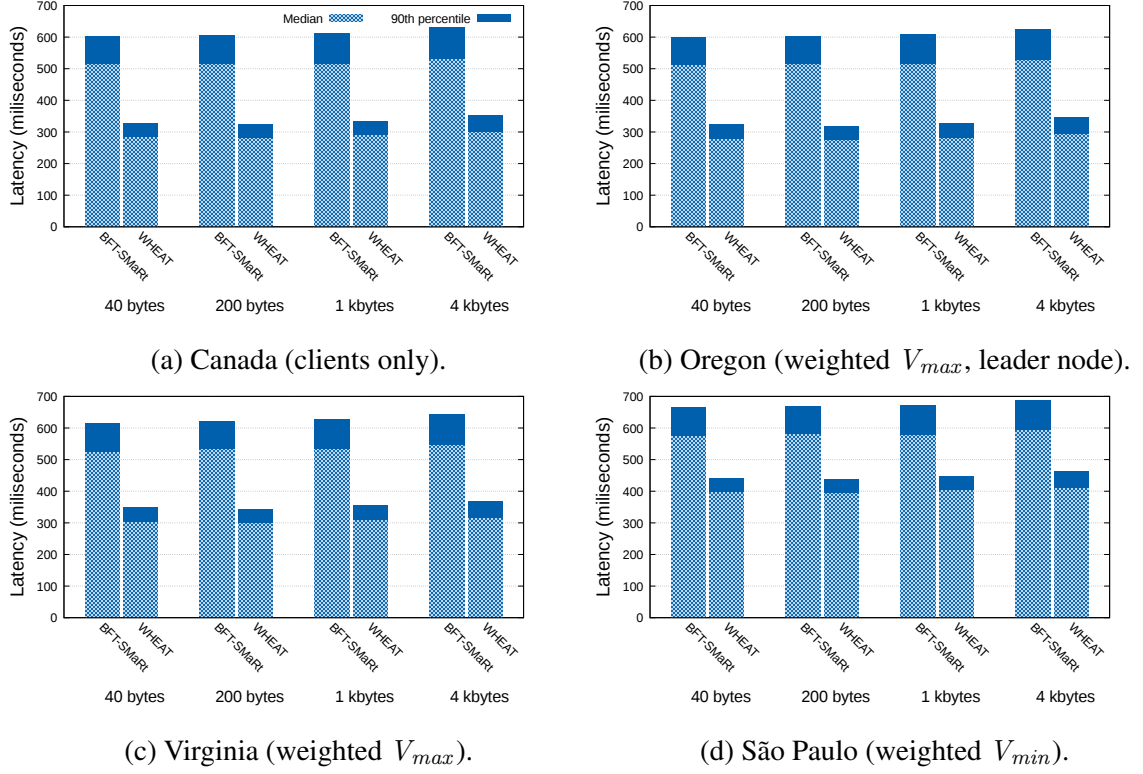 Median 90th percentile
Latency (miliseconds)
700
600
500
400
300
200
100
0
BFT-SMaRt WHEAT BFT-SMaRt WHEAT BFT-SMaRt WHEAT BFT-SMaRt WHEAT
40 bytes 200 bytes 1 kbytes 4 kbytes
(a) Canada (clients only).
Latency (miliseconds)
700
600
500
400
300
200
100
0
BFT-SMaRt WHEAT BFT-SMaRt WHEAT BFT-SMaRt WHEAT BFT-SMaRt WHEAT
40 bytes 200 bytes 1 kbytes 4 kbytes
(b) Oregon (weighted Vmax, leader node).
Latency (miliseconds)
700
600
500
400
300
200
100
0
BFT-SMaRt WHEAT BFT-SMaRt WHEAT BFT-SMaRt WHEAT BFT-SMaRt WHEAT
40 bytes 200 bytes 1 kbytes 4 kbytes
(c) Virginia (weighted Vmax).
Latency (miliseconds)
700
600
500
400
300
200
100
0
BFT-SMaRt WHEAT BFT-SMaRt WHEAT BFT-SMaRt WHEAT BFT-SMaRt WHEAT
40 bytes 200 bytes 1 kbytes 4 kbytes
(d) São Paulo (weighted Vmin).